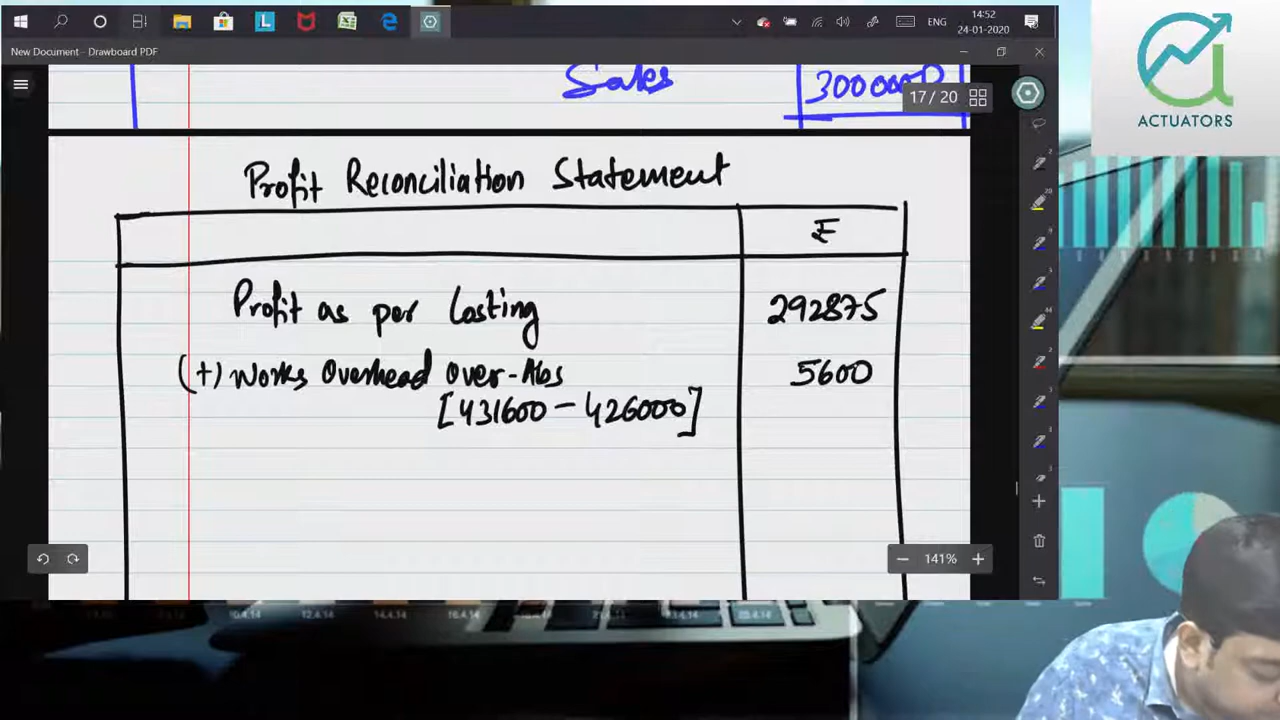 ENG
14:52
24-01-2020
New Document - Drawboard PDF
Sales 3000000
17 / 20
ACTUATORS
Profit Reconciliation Statement
₹
Profit as per Costing 292875
(+) Works Overhead Over-Abs 5600
[431600 - 426000]
141%